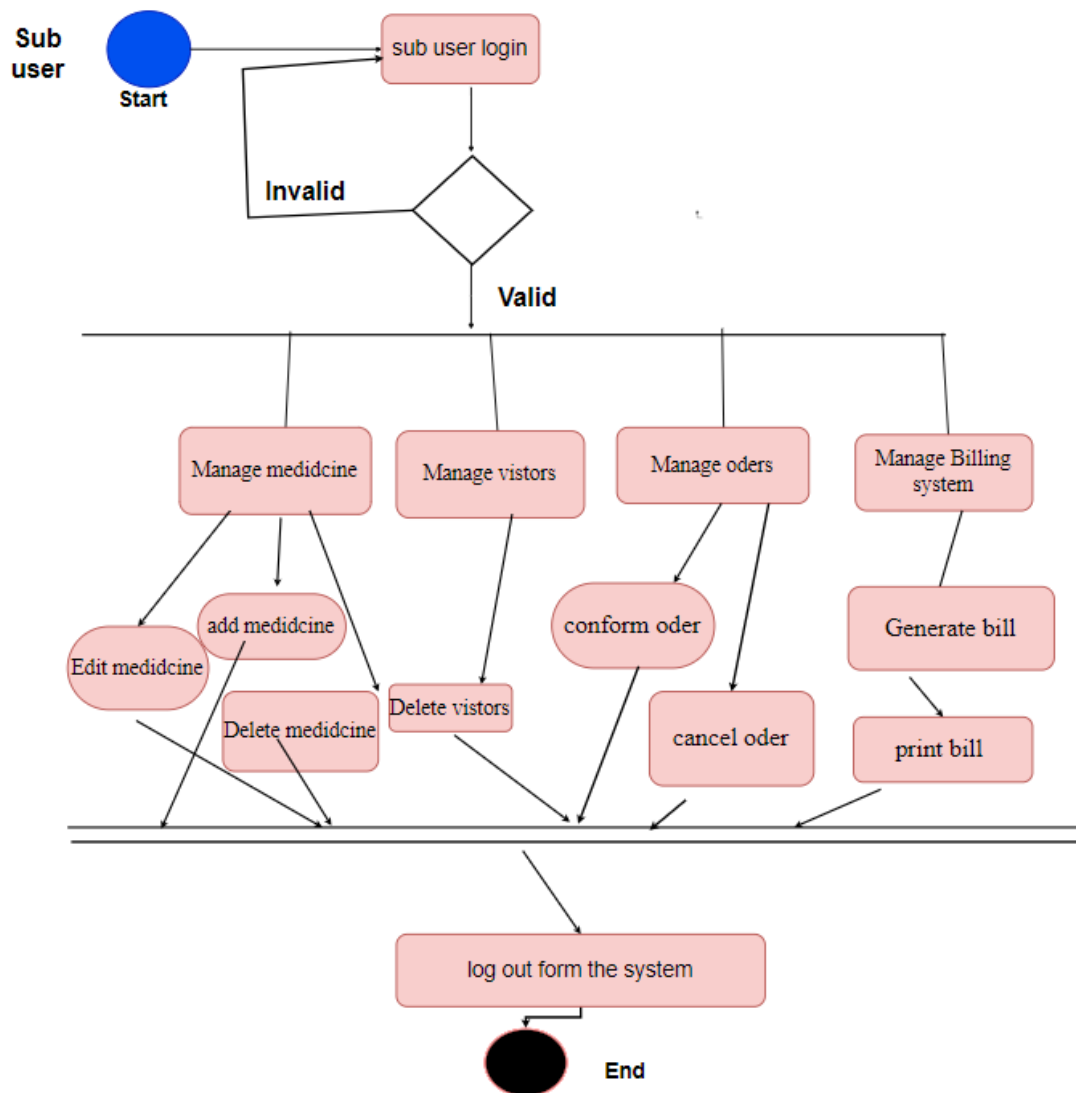 Sub
user
Start
sub user login
Invalid
Valid
Manage medidcine
Manage vistors
Manage oders
Manage Billing
system
Edit medidcine
add medidcine
Delete medidcine
Delete vistors
conform oder
cancel oder
Generate bill
print bill
log out form the system
End